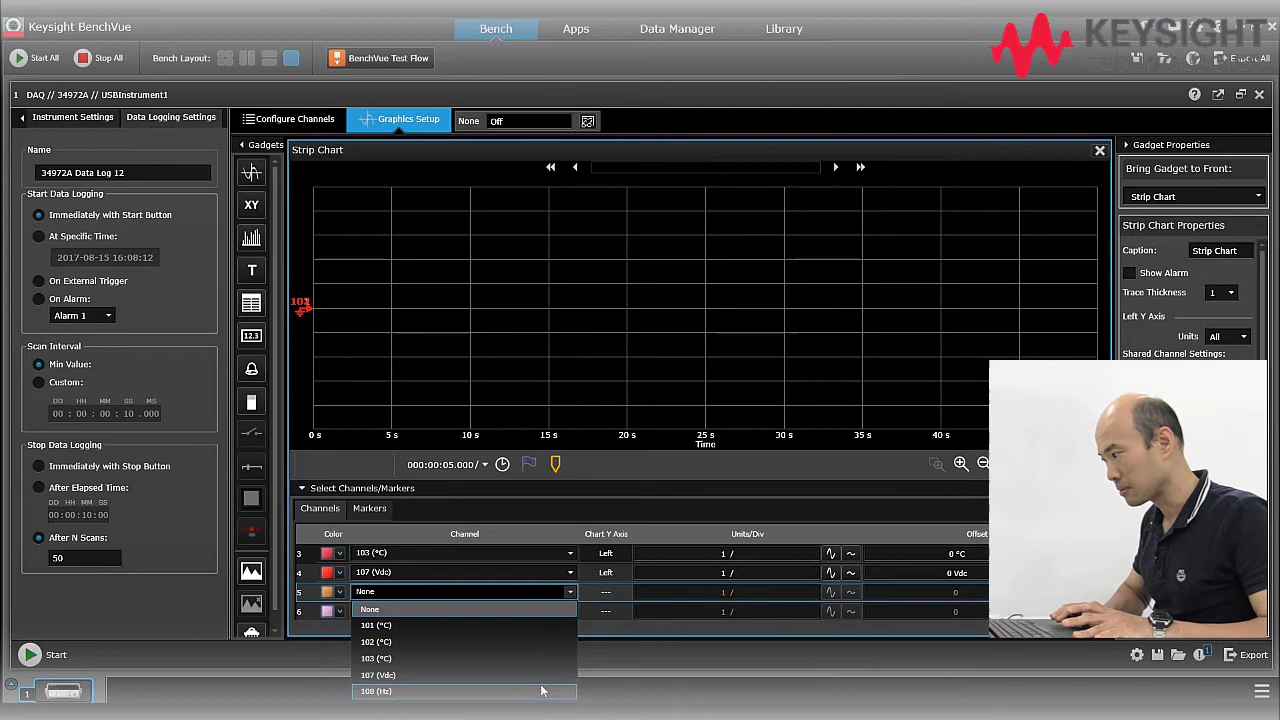 Keysight BenchVue
Bench
Apps
Data Manager
Library
KEYSIGHT
Start All
Stop All
Bench Layout:
BenchVue Test Flow
Export All
1 DAQ // 34972A // USBInstrument1
Instrument Settings
Data Logging Settings
Configure Channels
Graphics Setup
None
Off
Name
34972A Data Log 12
Start Data Logging
Immediately with Start Button
At Specific Time:
2017-08-15 16:08:12
On External Trigger
On Alarm:
Alarm 1
Scan Interval
Min Value:
Custom:
DD HH MM SS MS
00 : 00 : 00 : 10 .000
Stop Data Logging
Immediately with Stop Button
After Elapsed Time:
DD HH MM SS
00:00:10:00
After N Scans:
50
Start
Gadgets
XY
T
12.3
Strip Chart
0 s
5 s
10 s
15 s
20 s
25 s
30 s
35 s
40 s
Time
000:00:05.000/
Select Channels/Markers
Channels
Markers
Color
Channel
Chart Y Axis
Units/Div
Offset
3
103 (°C)
Left
1 /
0 °C
4
107 (Vdc)
Left
1 /
0 Vdc
5
None
---
1 /
0
6
---
1 /
0
None
101 (°C)
102 (°C)
103 (°C)
107 (Vdc)
108 (Hz)
Gadget Properties
Bring Gadget to Front:
Strip Chart
Strip Chart Properties
Caption:
Strip Chart
Show Alarm
Trace Thickness
1
Left Y Axis
Units
All
Shared Channel Settings:
1
Export
1